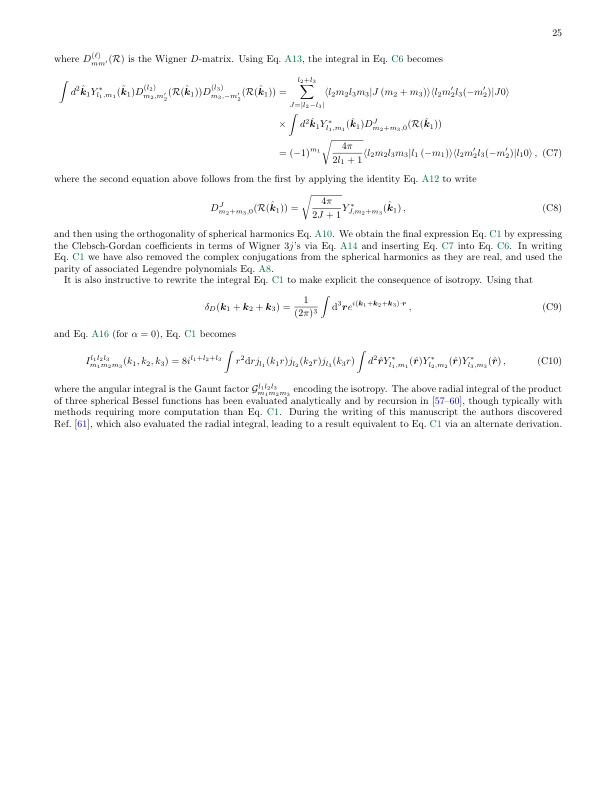 25
where $D^{(\ell)}_{mm'}(\mathcal{R})$ is the Wigner $D$-matrix. Using Eq. A13, the integral in Eq. C6 becomes
$\int d^2\hat{\boldsymbol{k}}_1 Y^*_{l_1,m_1}(\hat{\boldsymbol{k}}_1) D^{(l_2)}_{m_2,m_2'}(\mathcal{R}(\hat{\boldsymbol{k}}_1)) D^{(l_3)}_{m_3,-m_2'}(\mathcal{R}(\hat{\boldsymbol{k}}_1)) = \sum_{J=|l_2-l_3|}^{l_2+l_3} \langle l_2 m_2 l_3 m_3 | J\,(m_2+m_3)\rangle \langle l_2 m_2' l_3 (-m_2') | J0\rangle$
$\times \int d^2\hat{\boldsymbol{k}}_1 Y^*_{l_1,m_1}(\hat{\boldsymbol{k}}_1) D^J_{m_2+m_3,0}(\mathcal{R}(\hat{\boldsymbol{k}}_1))$
$= (-1)^{m_1} \sqrt{\frac{4\pi}{2l_1+1}} \langle l_2 m_2 l_3 m_3 | l_1\,(-m_1)\rangle \langle l_2 m_2' l_3 (-m_2') | l_1 0\rangle\,,$ (C7)
where the second equation above follows from the first by applying the identity Eq. A12 to write
$D^J_{m_2+m_3,0}(\mathcal{R}(\hat{\boldsymbol{k}}_1)) = \sqrt{\frac{4\pi}{2J+1}} Y^*_{J,m_2+m_3}(\hat{\boldsymbol{k}}_1)\,,$ (C8)
and then using the orthogonality of spherical harmonics Eq. A10. We obtain the final expression Eq. C1 by expressing
the Clebsch-Gordan coefficients in terms of Wigner 3$j$'s via Eq. A14 and inserting Eq. C7 into Eq. C6. In writing
Eq. C1 we have also removed the complex conjugations from the spherical harmonics as they are real, and used the
parity of associated Legendre polynomials Eq. A8.
It is also instructive to rewrite the integral Eq. C1 to make explicit the consequence of isotropy. Using that
$\delta_D(\boldsymbol{k}_1+\boldsymbol{k}_2+\boldsymbol{k}_3) = \frac{1}{(2\pi)^3} \int \mathrm{d}^3\boldsymbol{r} e^{i(\boldsymbol{k}_1+\boldsymbol{k}_2+\boldsymbol{k}_3)\cdot\boldsymbol{r}}\,,$ (C9)
and Eq. A16 (for $\alpha = 0$), Eq. C1 becomes
$I^{l_1 l_2 l_3}_{m_1 m_2 m_3}(k_1,k_2,k_3) = 8i^{l_1+l_2+l_3} \int r^2 \mathrm{d}r j_{l_1}(k_1 r) j_{l_2}(k_2 r) j_{l_3}(k_3 r) \int d^2\hat{\boldsymbol{r}} Y^*_{l_1,m_1}(\hat{\boldsymbol{r}}) Y^*_{l_2,m_2}(\hat{\boldsymbol{r}}) Y^*_{l_3,m_3}(\hat{\boldsymbol{r}})\,,$ (C10)
where the angular integral is the Gaunt factor $\mathcal{G}^{l_1 l_2 l_3}_{m_1 m_2 m_3}$ encoding the isotropy. The above radial integral of the product
of three spherical Bessel functions has been evaluated analytically and by recursion in [57–60], though typically with
methods requiring more computation than Eq. C1. During the writing of this manuscript the authors discovered
Ref. [61], which also evaluated the radial integral, leading to a result equivalent to Eq. C1 via an alternate derivation.